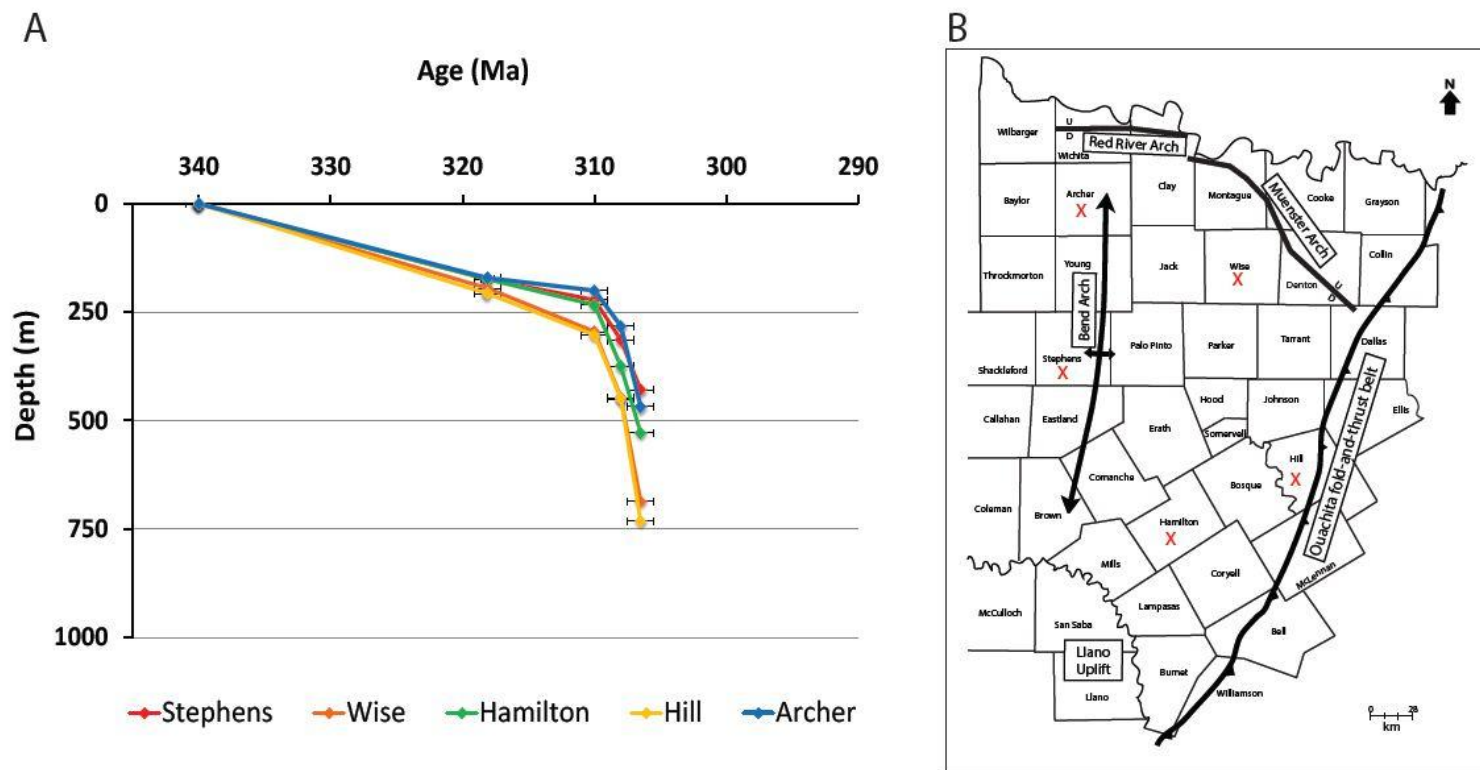 A
Age (Ma)
340 330 320 310 300 290
0
250
500
750
1000
Depth (m)
Stephens Wise Hamilton Hill Archer
B
N
Wilbarger
U
D
Wichita
Red River Arch
Baylor
Archer
X
Clay
Montague
Cooke
Grayson
Muenster Arch
Throckmorton
Young
Jack
Wise
X
Denton
U
D
Collin
Bend Arch
Shackleford
Stephens
X
Palo Pinto
Parker
Tarrant
Dallas
Callahan
Eastland
Erath
Hood
Somervell
Johnson
Ellis
Ouachita fold-and-thrust belt
Hill
X
Coleman
Brown
Comanche
Bosque
Hamilton
X
Mills
Coryell
McLennan
McCulloch
San Saba
Lampasas
Bell
Llano
Uplift
Llano
Burnet
Williamson
0 28
km